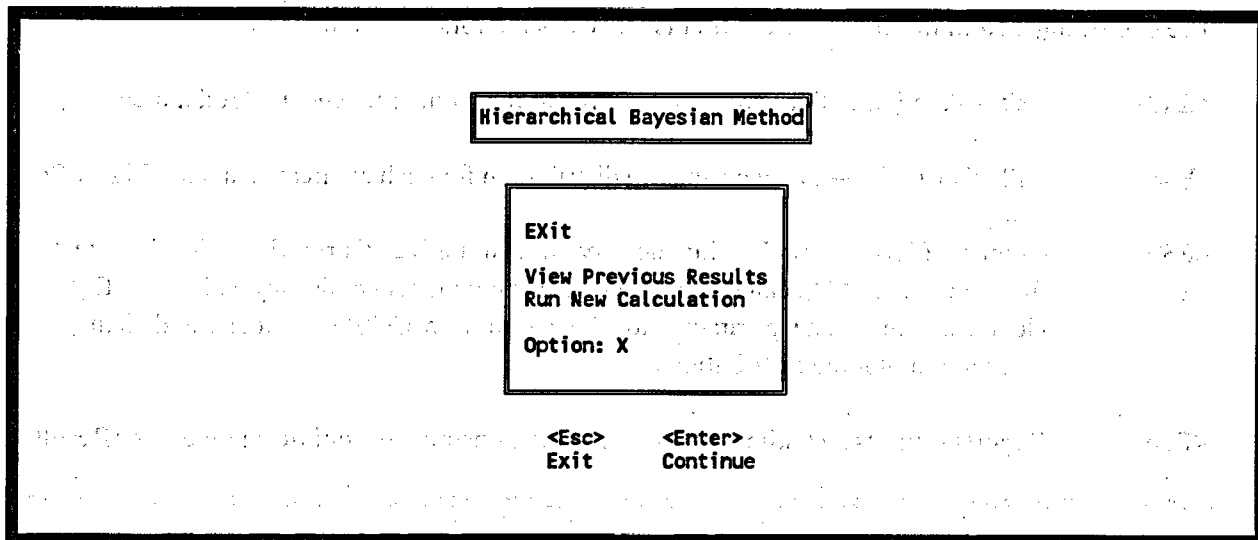 Hierarchical Bayesian Method
EXit
View Previous Results
Run New Calculation
Option: X
<Esc> <Enter>
Exit Continue